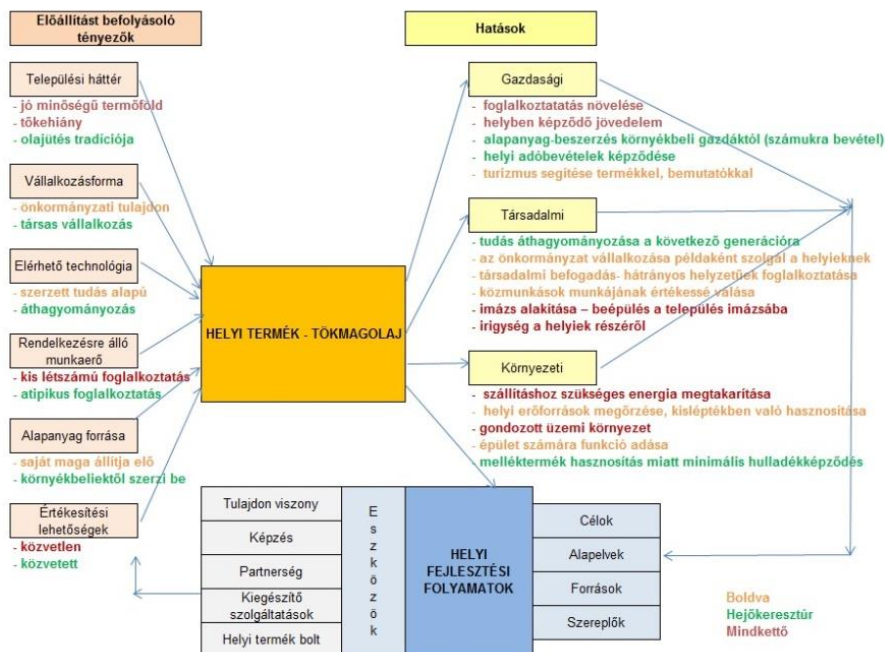 Előállítást befolyásoló
tényezők
Települési háttér
- jó minőségű termőföld
- tőkehiány
- olajütés tradíciója
Vállalkozásforma
- önkormányzati tulajdon
- társas vállalkozás
Elérhető technológia
- szerzett tudás alapú
- áthagyományozás
Rendelkezésre álló
munkaerő
- kis létszámú foglalkoztatás
- atipikus foglalkoztatás
Alapanyag forrása
- saját maga állítja elő
- környékbeliektől szerzi be
Értékesítési
lehetőségek
- közvetlen
- közvetett
HELYI TERMÉK - TÖKMAGOLAJ
Hatások
Gazdasági
- foglalkoztatatás növelése
- helyben képződő jövedelem
- alapanyag-beszerzés környékbeli gazdáktól (számukra bevétel)
- helyi adóbevételek képződése
- turizmus segítése termékkel, bemutatókkal
Társadalmi
- tudás áthagyományozása a következő generációra
- az önkormányzat vállalkozása példaként szolgál a helyieknek
- társadalmi befogadás- hátrányos helyzetűek foglalkoztatása
- közmunkások munkájának értékessé válása
- imázs alakítása – beépülés a település imázsába
- irigység a helyiek részéről
Környezeti
- szállításhoz szükséges energia megtakarítása
- helyi erőforrások megőrzése, kisléptékben való hasznosítása
- gondozott üzemi környezet
- épület számára funkció adása
- melléktermék hasznosítás miatt minimális hulladékképződés
Tulajdon viszony
Képzés
Partnerség
Kiegészítő
szolgáltatások
Helyi termék bolt
E
s
z
k
ö
z
ö
k
HELYI
FEJLESZTÉSI
FOLYAMATOK
Célok
Alapelvek
Források
Szereplők
Boldva
Hejőkeresztúr
Mindkettő